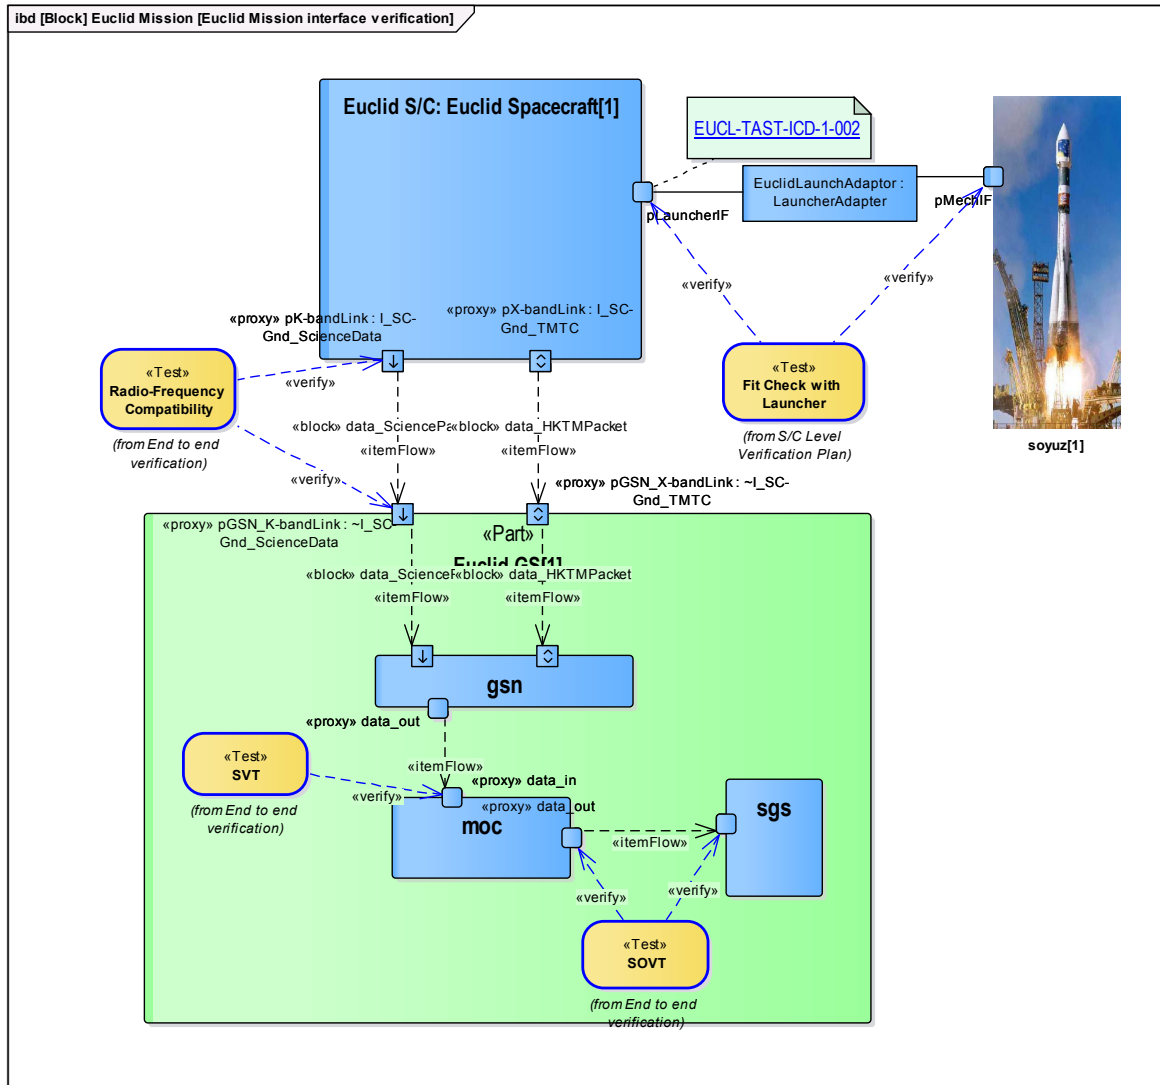 ibd [Block] Euclid Mission [Euclid Mission interface verification]
Euclid S/C: Euclid Spacecraft[1]
EUCL-TAST-ICD-1-002
EuclidLaunchAdaptor :
LauncherAdapter
pLauncherIF
pMechIF
«verify»
«verify»
«proxy» pK-bandLink : I_SC-
Gnd_ScienceData
«proxy» pX-bandLink : I_SC-
Gnd_TMTC
«Test»
Radio-Frequency
Compatibility
(from End to end
verification)
«verify»
«verify»
«Test»
Fit Check with
Launcher
(from S/C Level
Verification Plan)
soyuz[1]
«block» data_SciencePa
«itemFlow»
«block» data_HKTMPacket
«itemFlow»
«proxy» pGSN_X-bandLink : ~I_SC-
Gnd_TMTC
«proxy» pGSN_K-bandLink : ~I_SC-
Gnd_ScienceData
«Part»
Euclid GS[1]
«block» data_ScienceP
«itemFlow»
«block» data_HKTMPacket
«itemFlow»
gsn
«proxy» data_out
«itemFlow»
«Test»
SVT
(from End to end
verification)
«verify»
«proxy» data_in
«proxy» data_out
moc
«itemFlow»
sgs
«verify»
«verify»
«Test»
SOVT
(from End to end
verification)